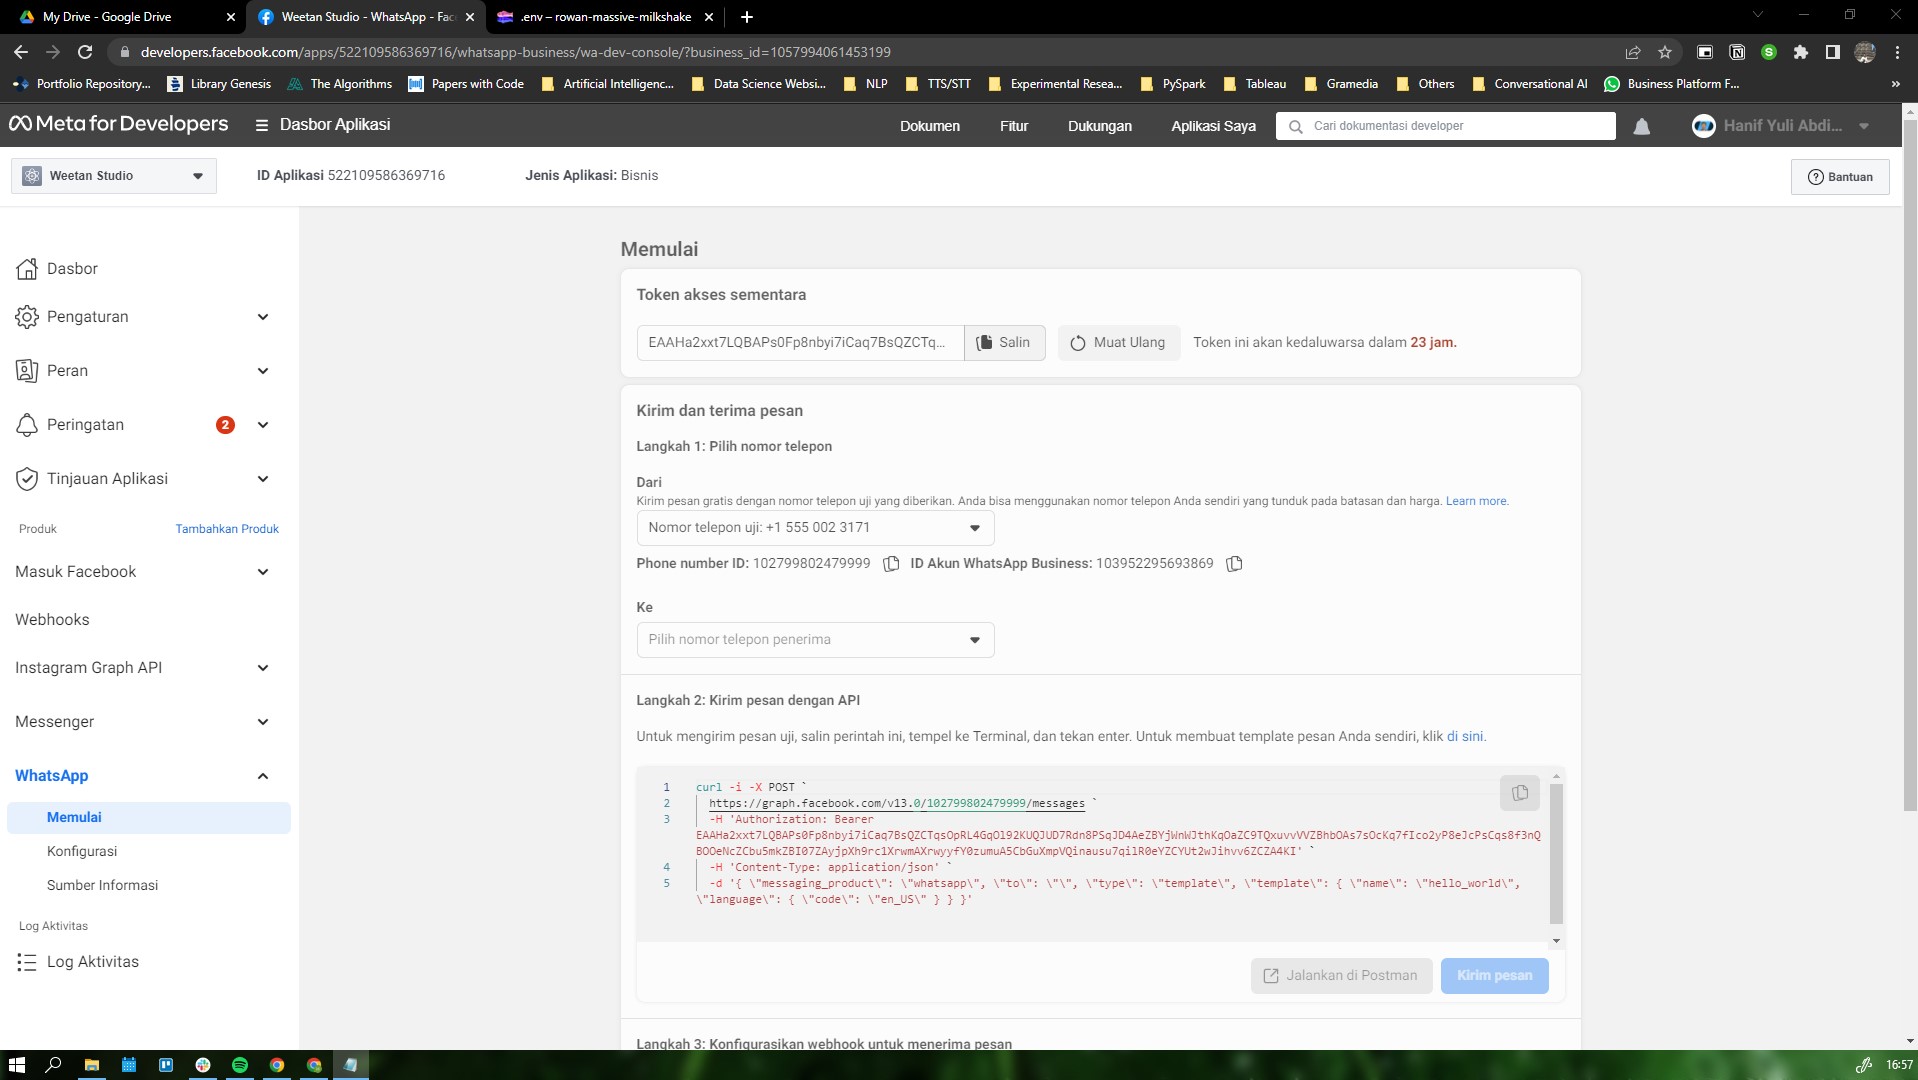 My Drive - Google Drive
Weetan Studio - WhatsApp - Fac
.env – rowan-massive-milkshake
developers.facebook.com/apps/522109586369716/whatsapp-business/wa-dev-console/?business_id=1057994061453199
Portfolio Repository...
Library Genesis
The Algorithms
Papers with Code
Artificial Intelligenc...
Data Science Websi...
NLP
TTS/STT
Experimental Resea...
PySpark
Tableau
Gramedia
Others
Conversational AI
Business Platform F...
»
Meta for Developers
Dasbor Aplikasi
Dokumen
Fitur
Dukungan
Aplikasi Saya
Cari dokumentasi developer
Hanif Yuli Abdi...
Weetan Studio
ID Aplikasi 522109586369716
Jenis Aplikasi: Bisnis
Bantuan
Dasbor
Pengaturan
Peran
Peringatan
2
Tinjauan Aplikasi
Produk
Tambahkan Produk
Masuk Facebook
Webhooks
Instagram Graph API
Messenger
WhatsApp
Memulai
Konfigurasi
Sumber Informasi
Log Aktivitas
Log Aktivitas
Memulai
Token akses sementara
EAAHa2xxt7LQBAPs0Fp8nbyi7iCaq7BsQZCTq...
Salin
Muat Ulang
Token ini akan kedaluwarsa dalam 23 jam.
Kirim dan terima pesan
Langkah 1: Pilih nomor telepon
Dari
Kirim pesan gratis dengan nomor telepon uji yang diberikan. Anda bisa menggunakan nomor telepon Anda sendiri yang tunduk pada batasan dan harga. Learn more.
Nomor telepon uji: +1 555 002 3171
Phone number ID: 102799802479999
ID Akun WhatsApp Business: 103952295693869
Ke
Pilih nomor telepon penerima
Langkah 2: Kirim pesan dengan API
Untuk mengirim pesan uji, salin perintah ini, tempel ke Terminal, dan tekan enter. Untuk membuat template pesan Anda sendiri, klik di sini.
1 curl -i -X POST `
2 https://graph.facebook.com/v13.0/102799802479999/messages `
3 -H 'Authorization: Bearer
EAAHa2xxt7LQBAPs0Fp8nbyi7iCaq7BsQZCTqsOpRL4GqOl92KUQJUD7Rdn8PSqJD4AeZBYjWnWJthKqOaZC9TQxuvvVVZBhbOAs7sOcKq7fIco2yP8eJcPsCqs8f3nQ
BOOeNcZCbu5mkZBI07ZAyjpXh9rc1XrwmAXrwyyfY0zumuA5CbGuXmpVQinausu7qilR0eYZCYUt2wJihvv6ZCZA4KI' `
4 -H 'Content-Type: application/json' `
5 -d '{ \"messaging_product\": \"whatsapp\", \"to\": \"\", \"type\": \"template\", \"template\": { \"name\": \"hello_world\",
\"language\": { \"code\": \"en_US\" } } }'
Jalankan di Postman
Kirim pesan
Langkah 3: Konfigurasikan webhook untuk menerima pesan
16:57